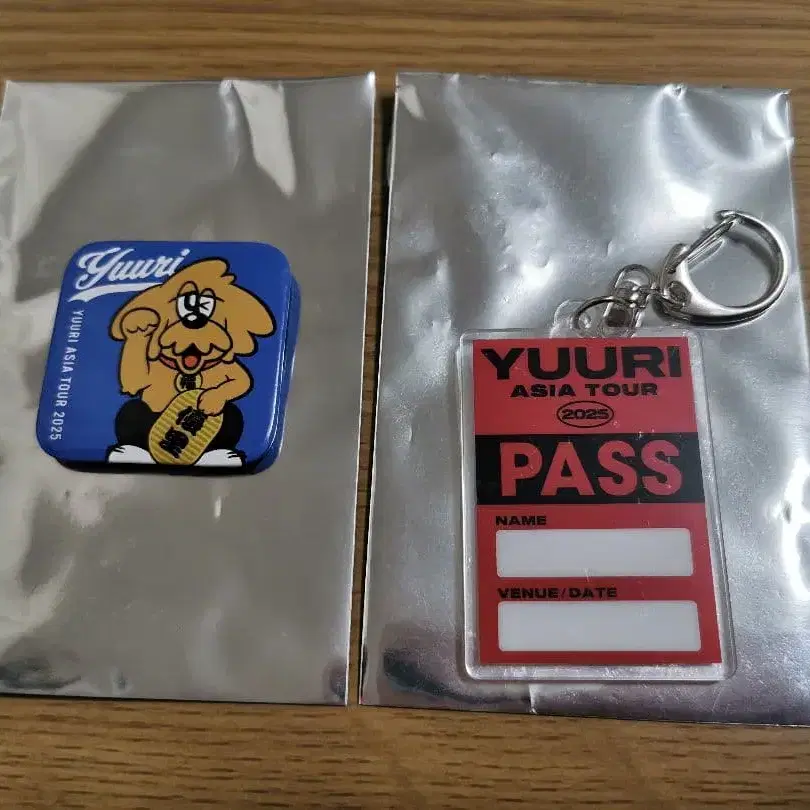 Yuuri
YUURI ASIA TOUR 2025
YUURI
ASIA TOUR
2025
PASS
NAME
VENUE/DATE